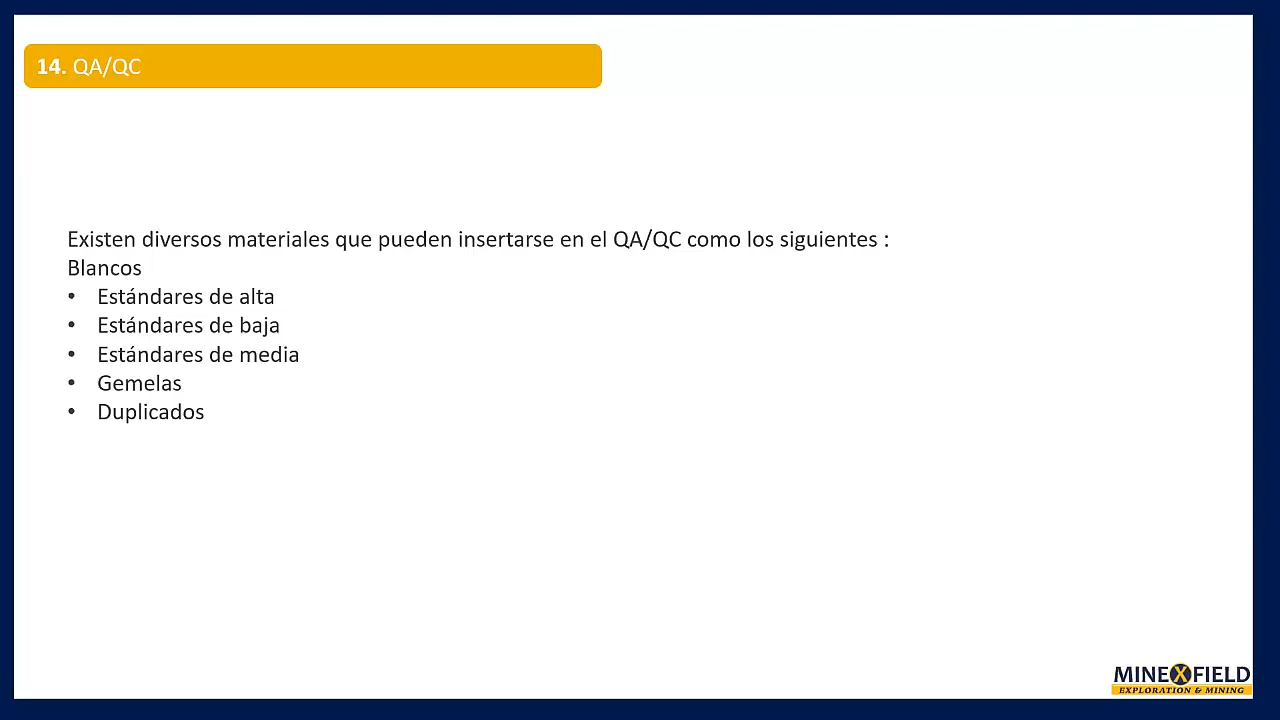 14. QA/QC
Existen diversos materiales que pueden insertarse en el QA/QC como los siguientes :
Blancos
• Estándares de alta
• Estándares de baja
• Estándares de media
• Gemelas
• Duplicados
MINEXFIELD
EXPLORATION & MINING